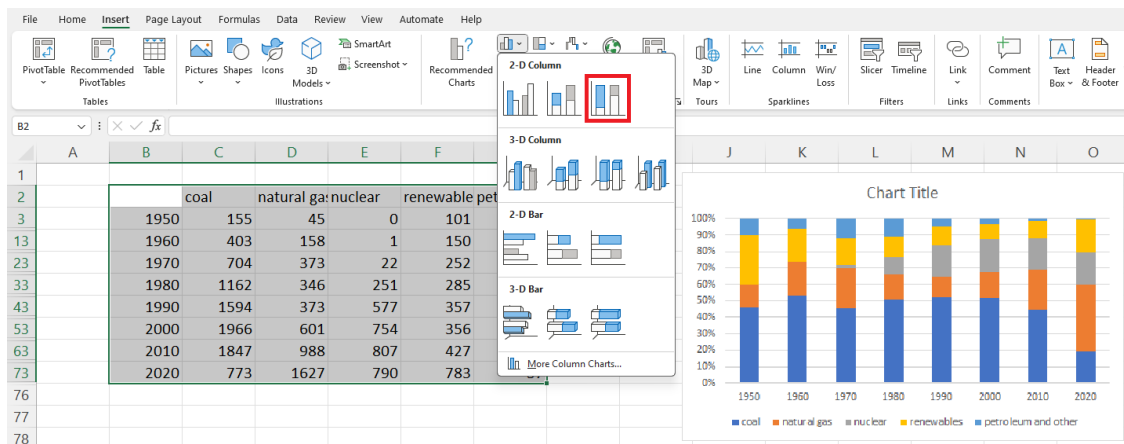 File Home Insert Page Layout Formulas Data Review View Automate Help
PivotTable Recommended PivotTables Table
Pictures Shapes Icons 3D Models
SmartArt
Screenshot
Recommended Charts
3D Map
Line Column Win/ Loss
Slicer Timeline
Link
Comment
Text Box Header & Footer
Tables Illustrations Tours Sparklines Filters Links Comments
B2 fx
A B C D E F J K L M N O
1
2 coal natural ga nuclear renewable pet
3 1950 155 45 0 101
13 1960 403 158 1 150
23 1970 704 373 22 252
33 1980 1162 346 251 285
43 1990 1594 373 577 357
53 2000 1966 601 754 356
63 2010 1847 988 807 427
73 2020 773 1627 790 783
76
77
78
2-D Column
3-D Column
2-D Bar
3-D Bar
More Column Charts...
Chart Title
100%
90%
80%
70%
60%
50%
40%
30%
20%
10%
0%
1950 1960 1970 1980 1990 2000 2010 2020
coal natural gas nuclear renewables petroleum and other